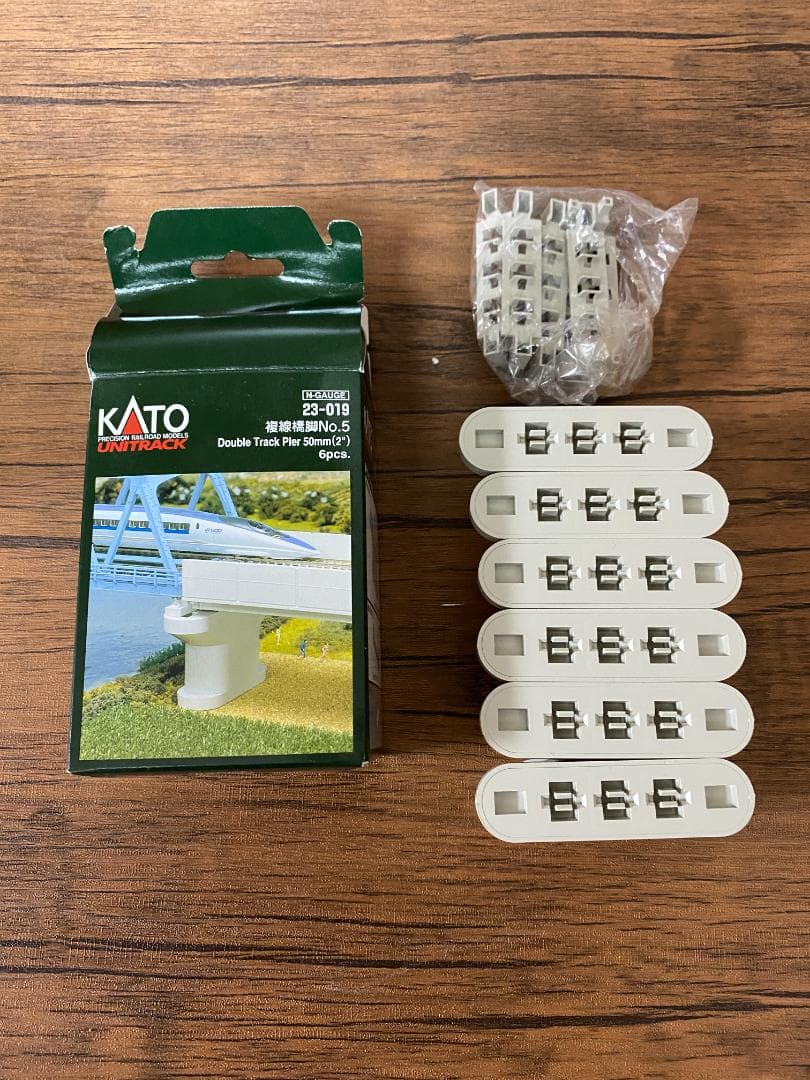 N-GAUGE
23-019
KATO
PRECISION RAILROAD MODELS
UNITRACK
複線橋脚No.5
Double Track Pier 50mm(2")
6pcs.